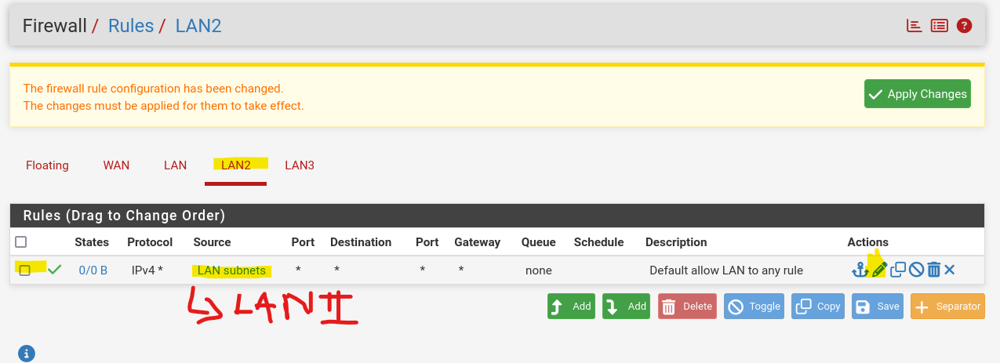 Firewall / Rules / LAN2
The firewall rule configuration has been changed.
The changes must be applied for them to take effect.
Apply Changes
Floating WAN LAN LAN2 LAN3
Rules (Drag to Change Order)
States Protocol Source Port Destination Port Gateway Queue Schedule Description Actions
0/0 B IPv4 * LAN subnets * * * * none Default allow LAN to any rule
LAN II
Add Add Delete Toggle Copy Save Separator